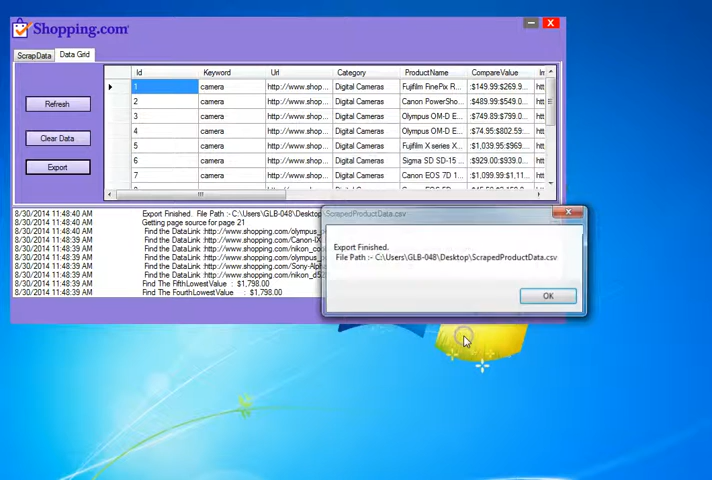 Shopping.com
ScrapData Data Grid
Id Keyword Url Category ProductName CompareValue
1 camera http://www.shop... Digital Cameras Fujifilm FinePix R... :$149.99:$269.9... htt
2 camera http://www.shop... Digital Cameras Canon PowerSho... :$489.99:$549.0... htt
3 camera http://www.shop... Digital Cameras Olympus OM-D E... :$749.89:$799.0... htt
4 camera http://www.shop... Digital Cameras Olympus OM-D E... :$74.95:$802.59:... htt
5 camera http://www.shop... Digital Cameras Fujifilm X series X... :$1,039.95:$969.... htt
6 camera http://www.shop... Digital Cameras Sigma SD SD-15 ... :$929.00:$939.0... htt
7 camera http://www.shop... Digital Cameras Canon EOS 7D 1... :$1,099.99:$1,11... htt
Refresh
Clear Data
Export
8/30/2014 11:48:40 AM Export Finished. File Path :-C:\Users\GLB-048\Desktop
8/30/2014 11:48:40 AM Getting page source for page 21
8/30/2014 11:48:39 AM Find the DataLink :http://www.shopping.com/olympus_
8/30/2014 11:48:39 AM Find the DataLink :http://www.shopping.com/Canon-IX
8/30/2014 11:48:39 AM Find the DataLink :http://www.shopping.com/nikon_
8/30/2014 11:48:39 AM Find the DataLink :http://www.shopping.com/olympus_
8/30/2014 11:48:39 AM Find the DataLink :http://www.shopping.com/Sony-Alph
8/30/2014 11:48:39 AM Find the DataLink :http://www.shopping.com/nikon_
8/30/2014 11:48:39 AM Find The FifthLowestValue : $1,798.00
8/30/2014 11:48:39 AM Find The FourthLowestValue : $1,798.00
ScrapedProductData.csv
Export Finished.
File Path :- C:\Users\GLB-048\Desktop\ScrapedProductData.csv
OK